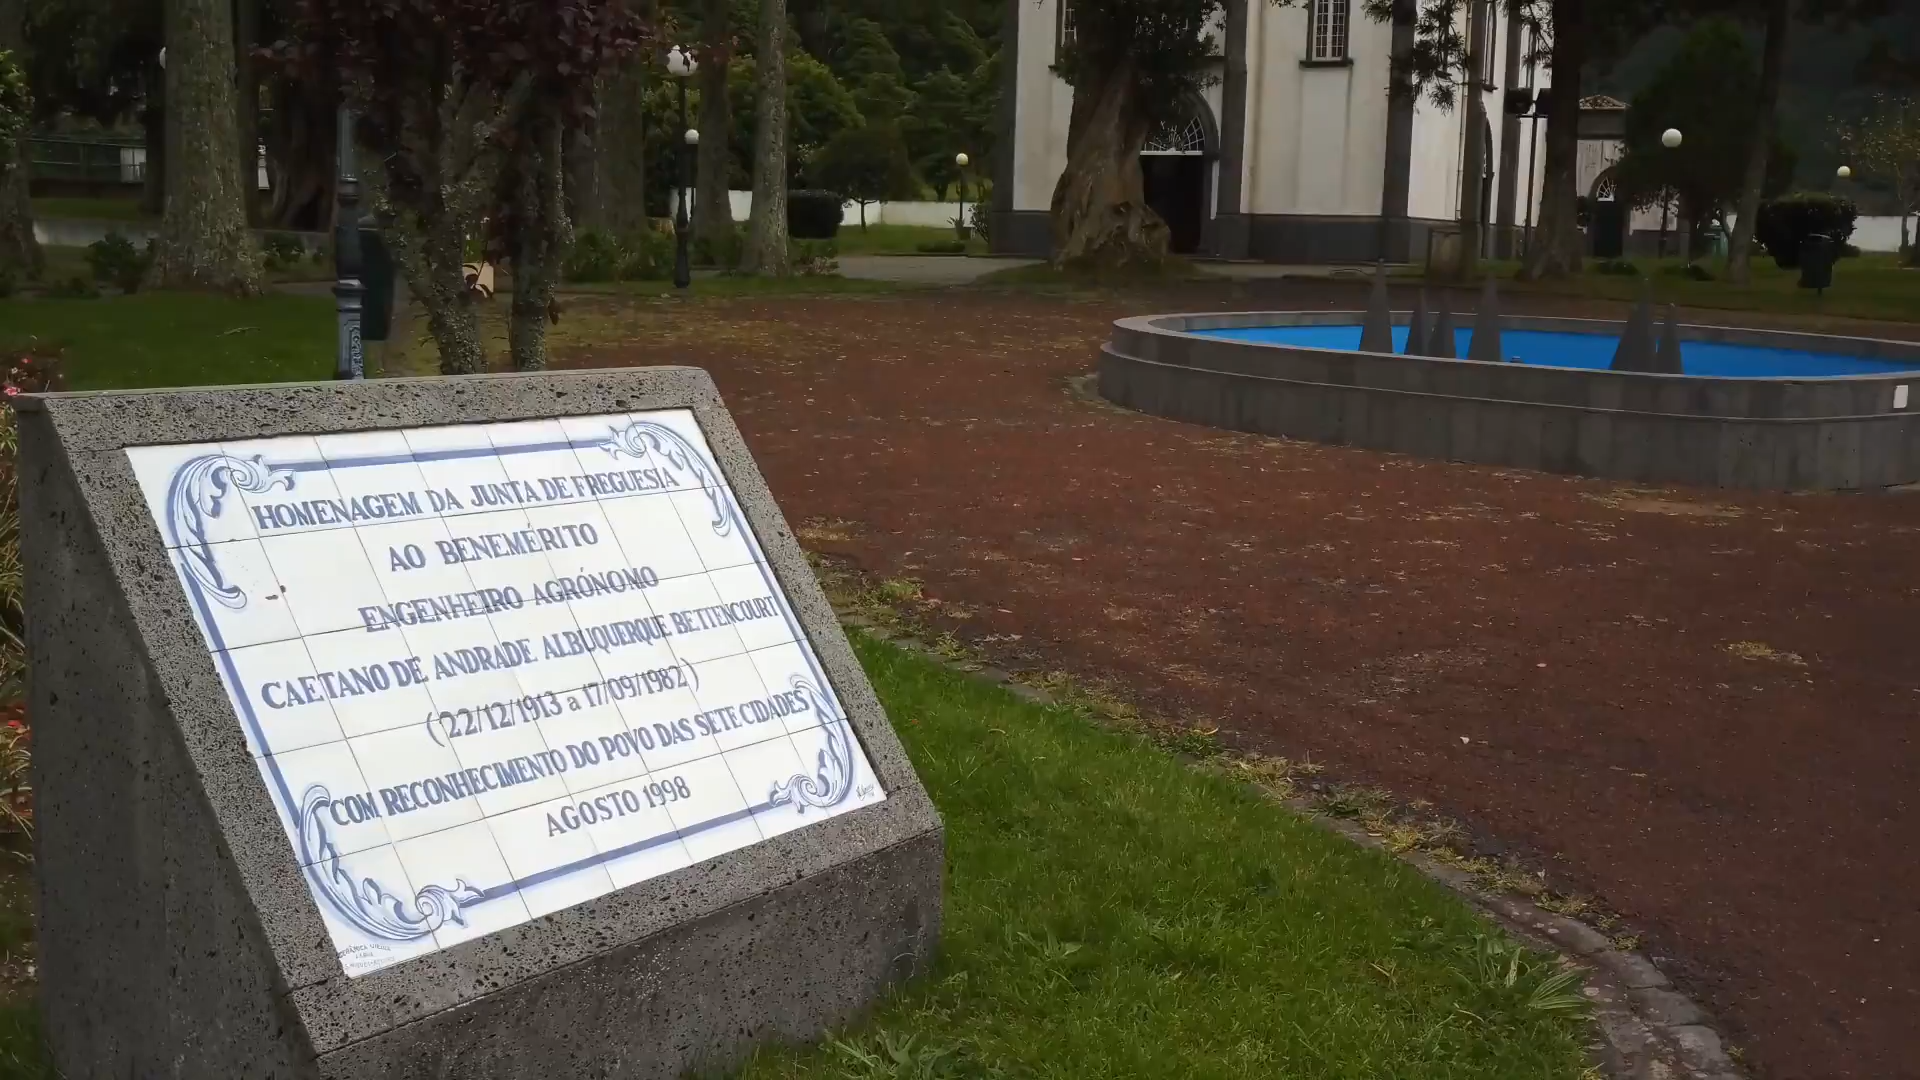 HOMENAGEM DA JUNTA DE FREGUESIA
AO BENEMÉRITO
ENGENHEIRO AGRÓNOMO
CAETANO DE ANDRADE ALBUQUERQUE BETTENCOURT
(22/12/1913 a 17/09/1982)
COM RECONHECIMENTO DO POVO DAS SETE CIDADES
AGOSTO 1998